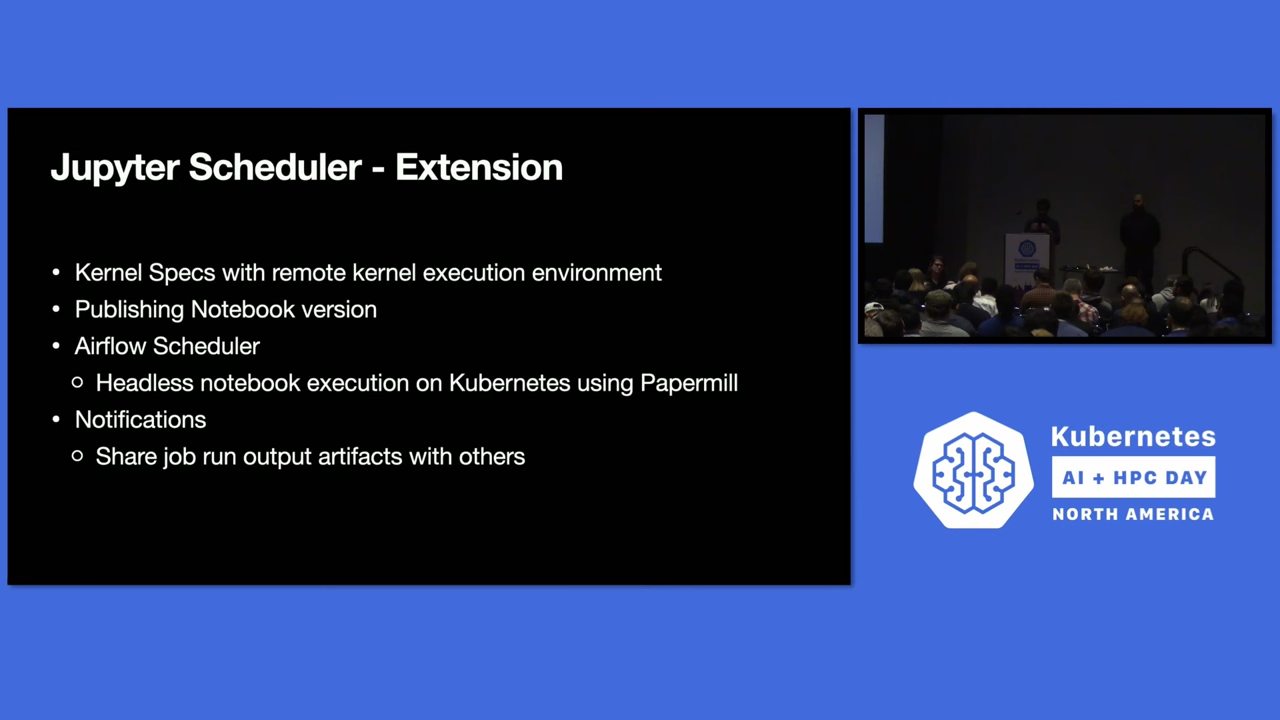 Jupyter Scheduler - Extension
• Kernel Specs with remote kernel execution environment
• Publishing Notebook version
• Airflow Scheduler
○ Headless notebook execution on Kubernetes using Papermill
• Notifications
○ Share job run output artifacts with others
Kubernetes
AI + HPC DAY
NORTH AMERICA